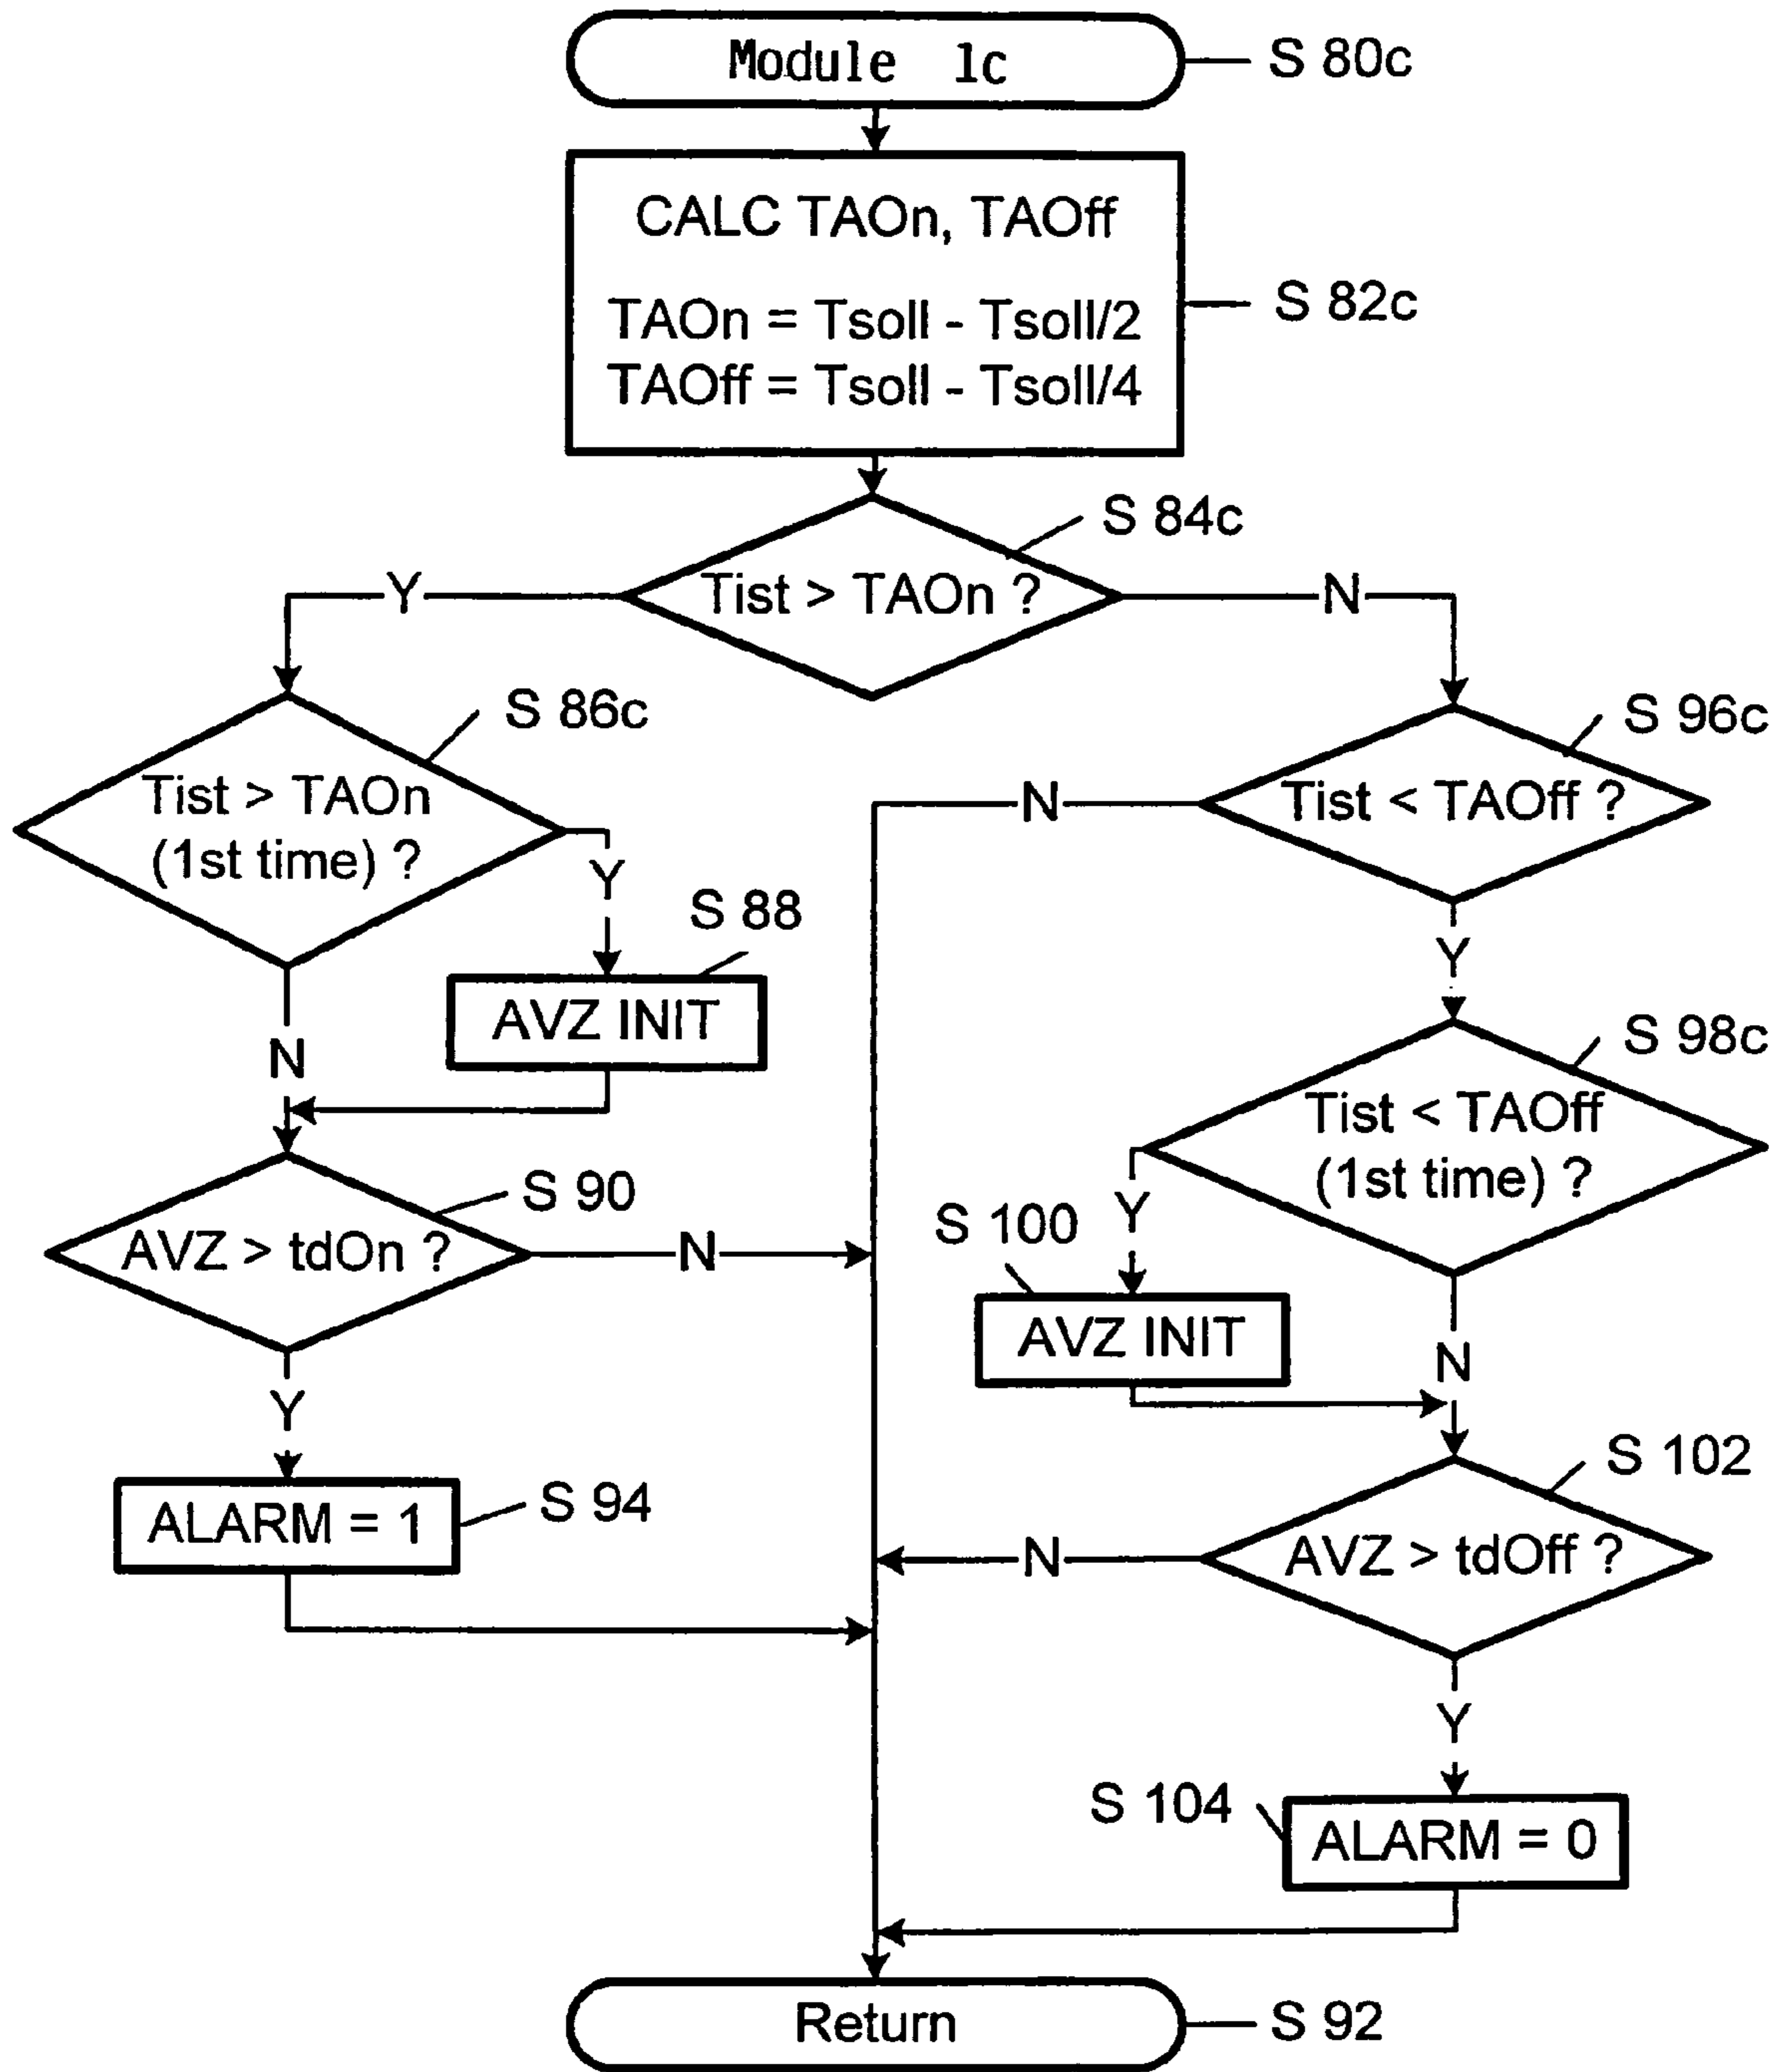 Module 1c
S 80c
CALC TAOn, TAOff
TAOn = Tsoll - Tsoll/2
TAOff = Tsoll - Tsoll/4
S 82c
S 84c
Tist > TAOn ?
Y
N
S 86c
Tist > TAOn
(1st time) ?
Y
S 88
AVZ INIT
N
S 90
AVZ > tdOn ?
N
Y
ALARM = 1
S 94
S 96c
Tist < TAOff ?
N
Y
S 98c
Tist < TAOff
(1st time) ?
Y
S 100
AVZ INIT
N
S 102
AVZ > tdOff ?
N
Y
S 104
ALARM = 0
Return
S 92